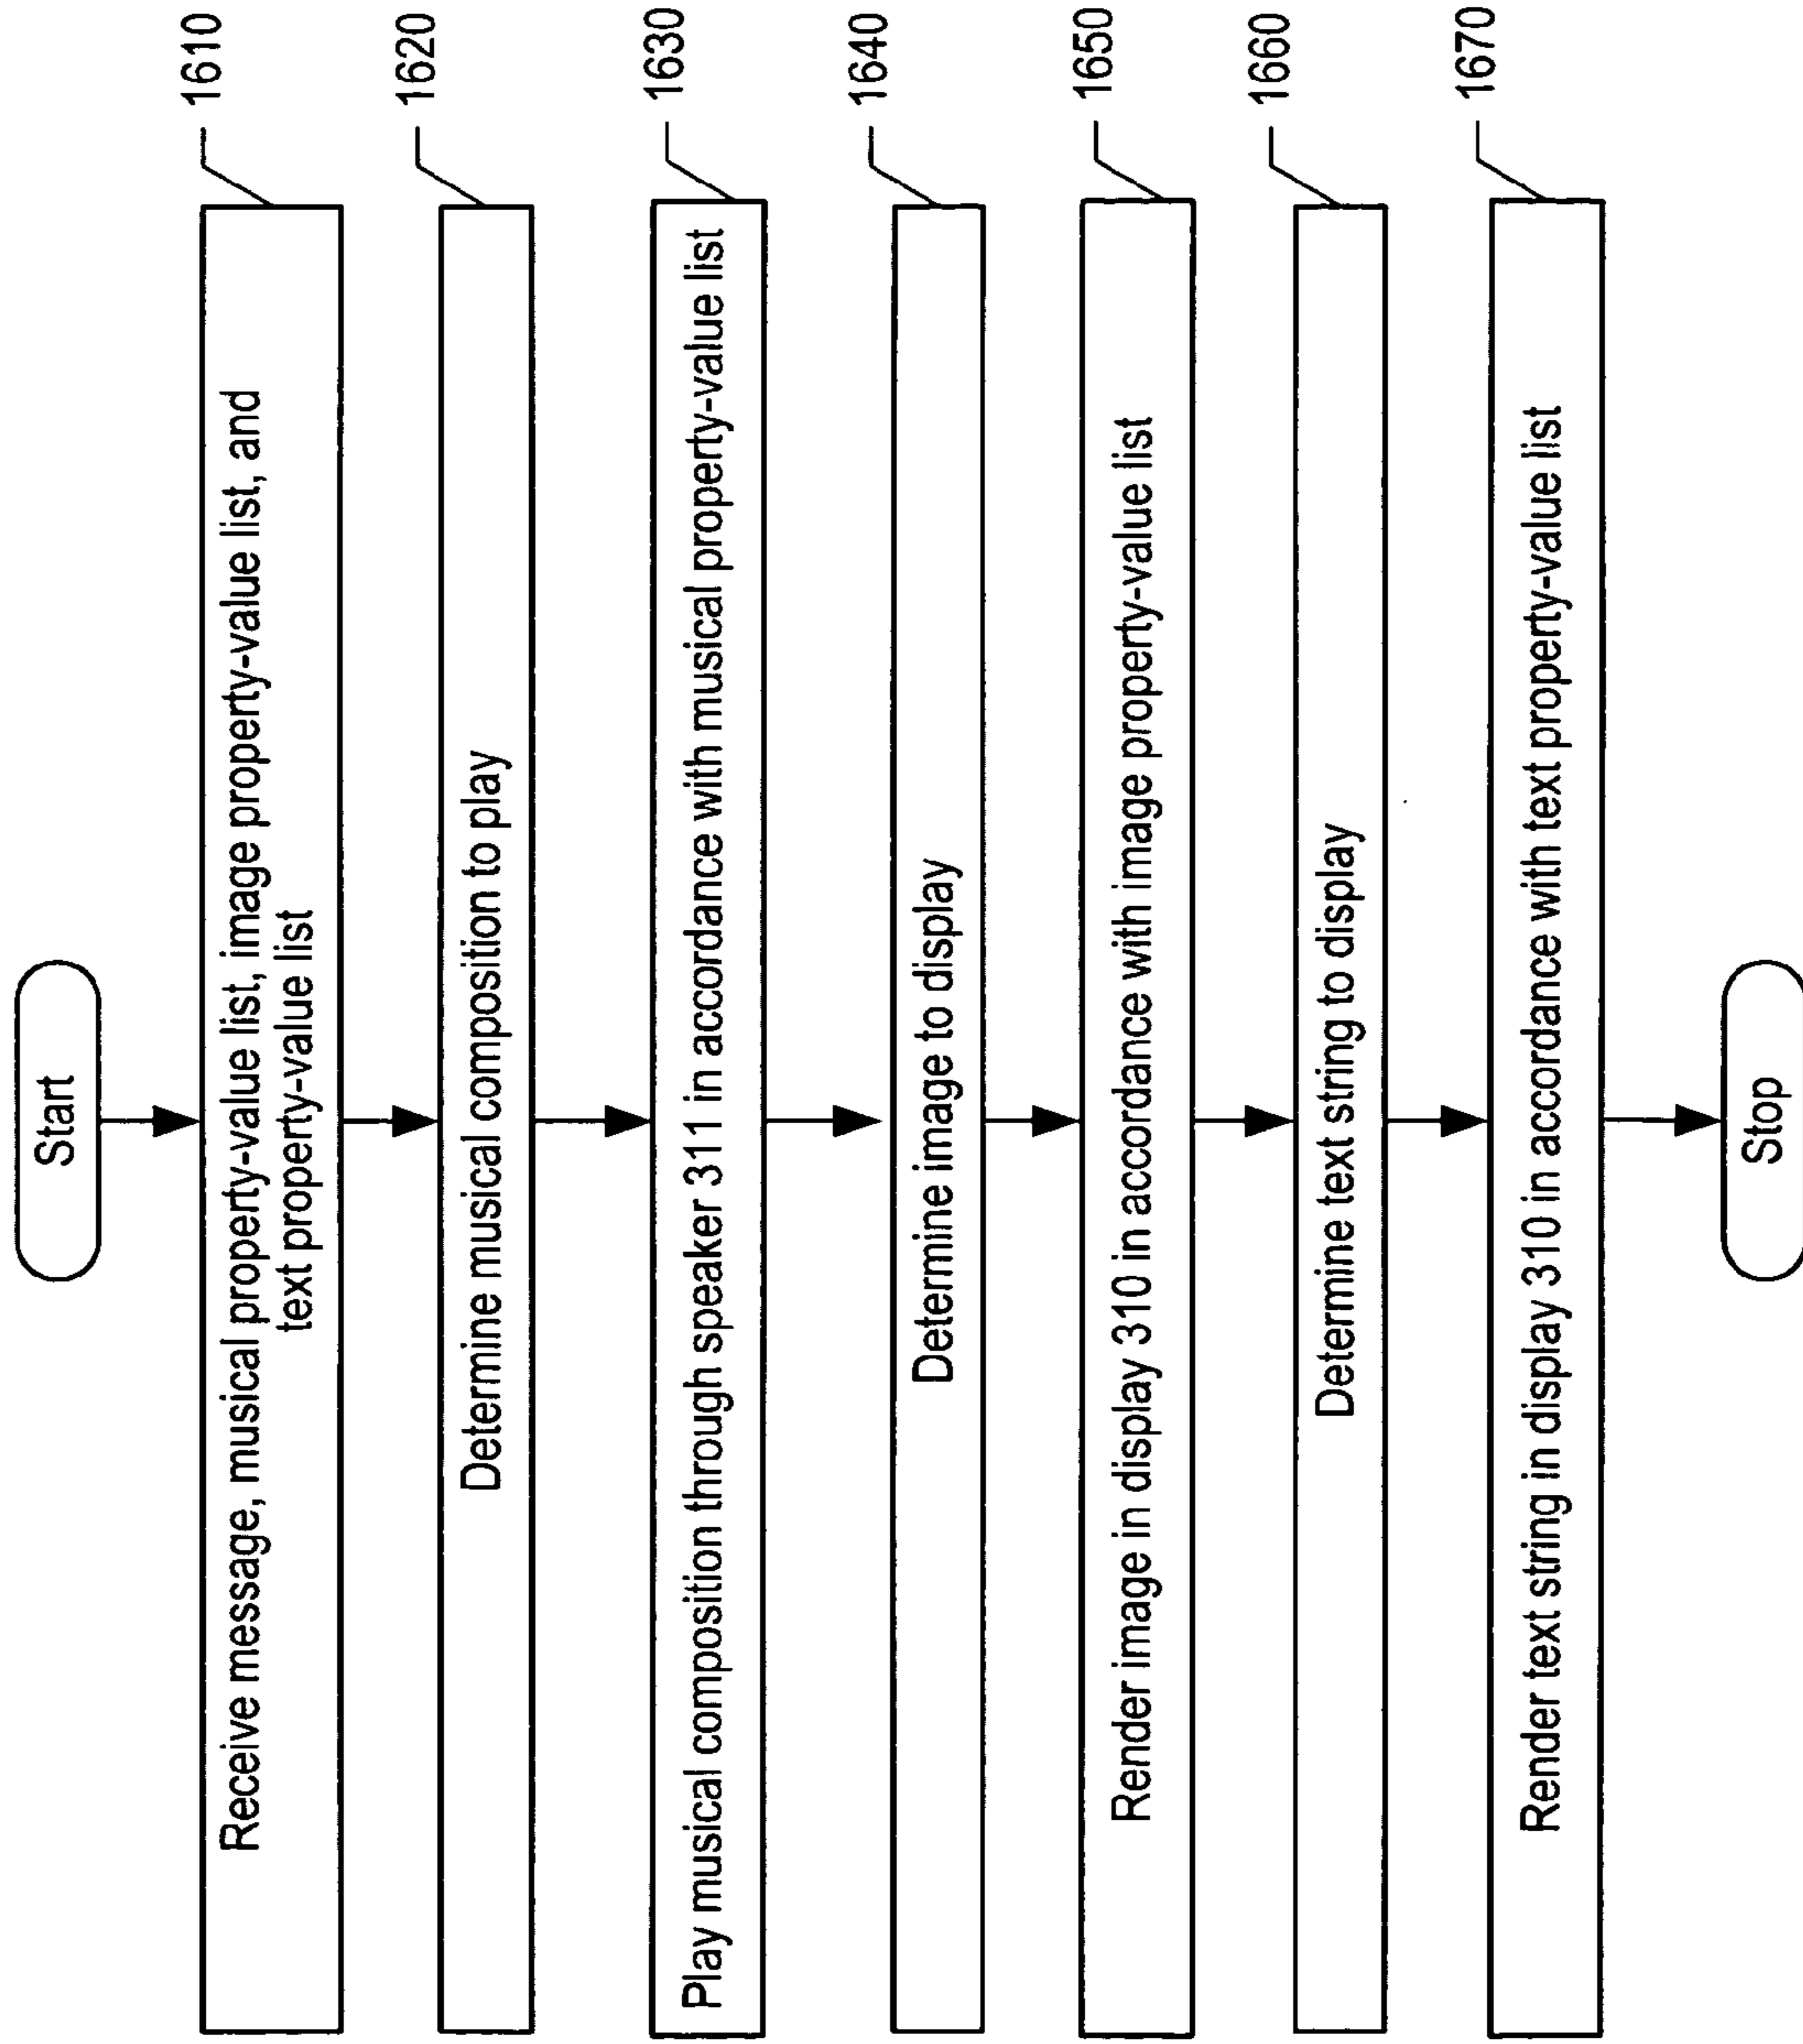 Start
Receive message, musical property-value list, image property-value list, and
text property-value list
1610
Determine musical composition to play
1620
Play musical composition through speaker 311 in accordance with musical property-value list
1630
Determine image to display
1640
Render image in display 310 in accordance with image property-value list
1650
Determine text string to display
1660
Render text string in display 310 in accordance with text property-value list
1670
Stop